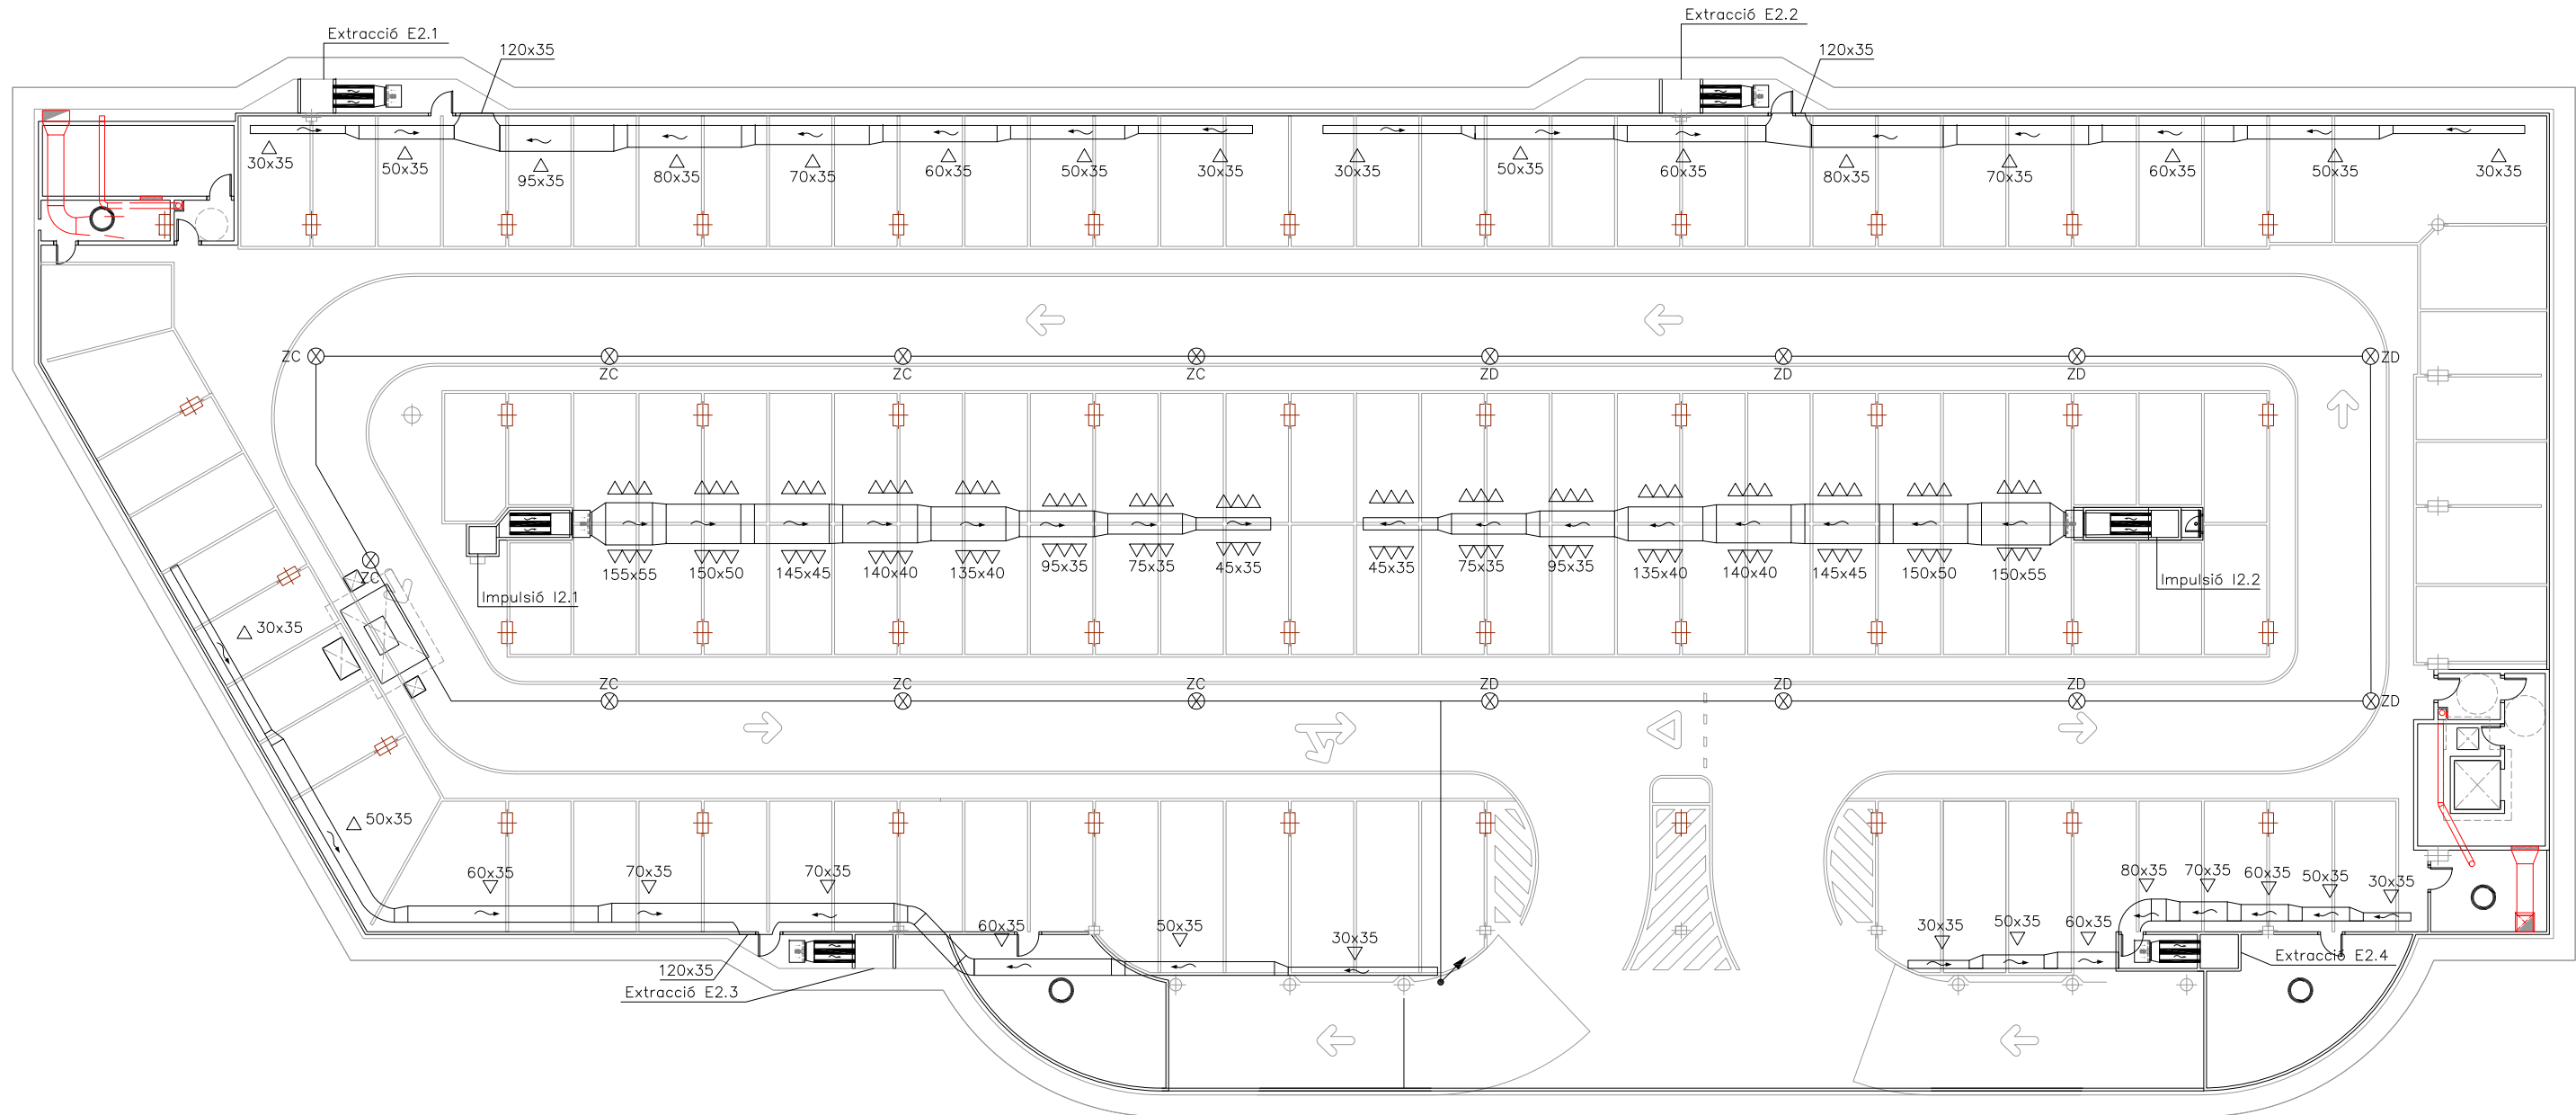 Extracció E2.1
120x35
Extracció E2.2
120x35
30x35
50x35
95x35
80x35
70x35
60x35
50x35
30x35
30x35
50x35
60x35
80x35
70x35
60x35
50x35
30x35
ZC
ZC
ZC
ZC
ZD
ZD
ZD
ZD
ZC
155x55
150x50
145x45
140x40
135x40
95x35
75x35
45x35
45x35
75x35
95x35
135x40
140x40
145x45
150x50
150x55
Impulsió I2.1
Impulsió I2.2
30x35
ZC
ZC
ZC
ZD
ZD
ZD
ZD
50x35
60x35
70x35
70x35
60x35
50x35
30x35
30x35
50x35
60x35
80x35
70x35
60x35
50x35
30x35
120x35
Extracció E2.3
Extracció E2.4